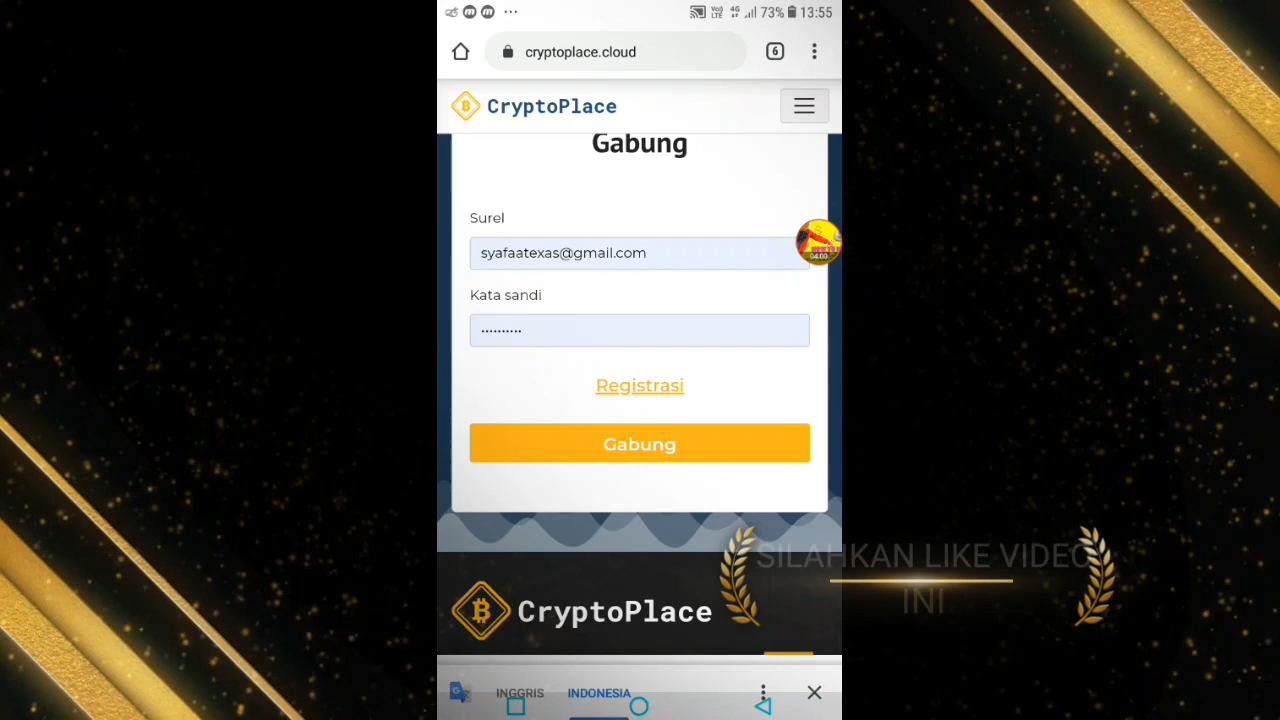 73% 13:55
cryptoplace.cloud
6
CryptoPlace
Gabung
Surel
syafaatexas@gmail.com
Kata sandi
••••••••••
Registrasi
Gabung
SILAHKAN LIKE VIDEO
INI
CryptoPlace
INGGRIS INDONESIA